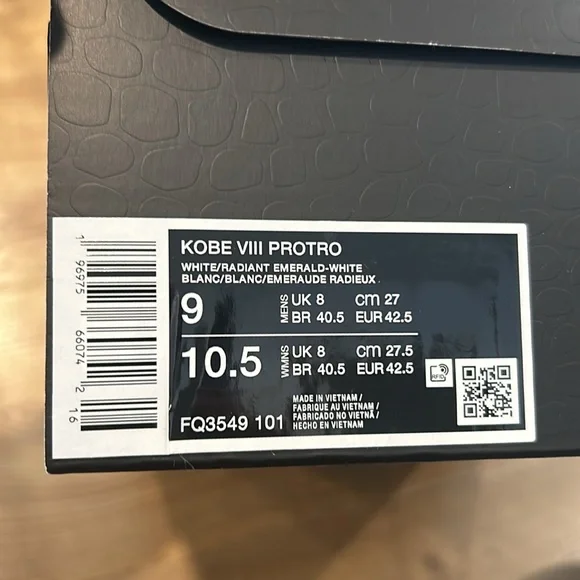 KOBE VIII PROTRO
WHITE/RADIANT EMERALD-WHITE
BLANC/BLANC/EMERAUDE RADIEUX
9 MENS UK 8 cm 27
BR 40.5 EUR 42.5
10.5 WMNS UK 8 cm 27.5
BR 40.5 EUR 42.5
RFID
MADE IN VIETNAM /
FABRIQUE AU VIETNAM /
FABRICADO NO VIETNÃ /
HECHO EN VIETNAM
FQ3549 101
1 96975 66074 2 16